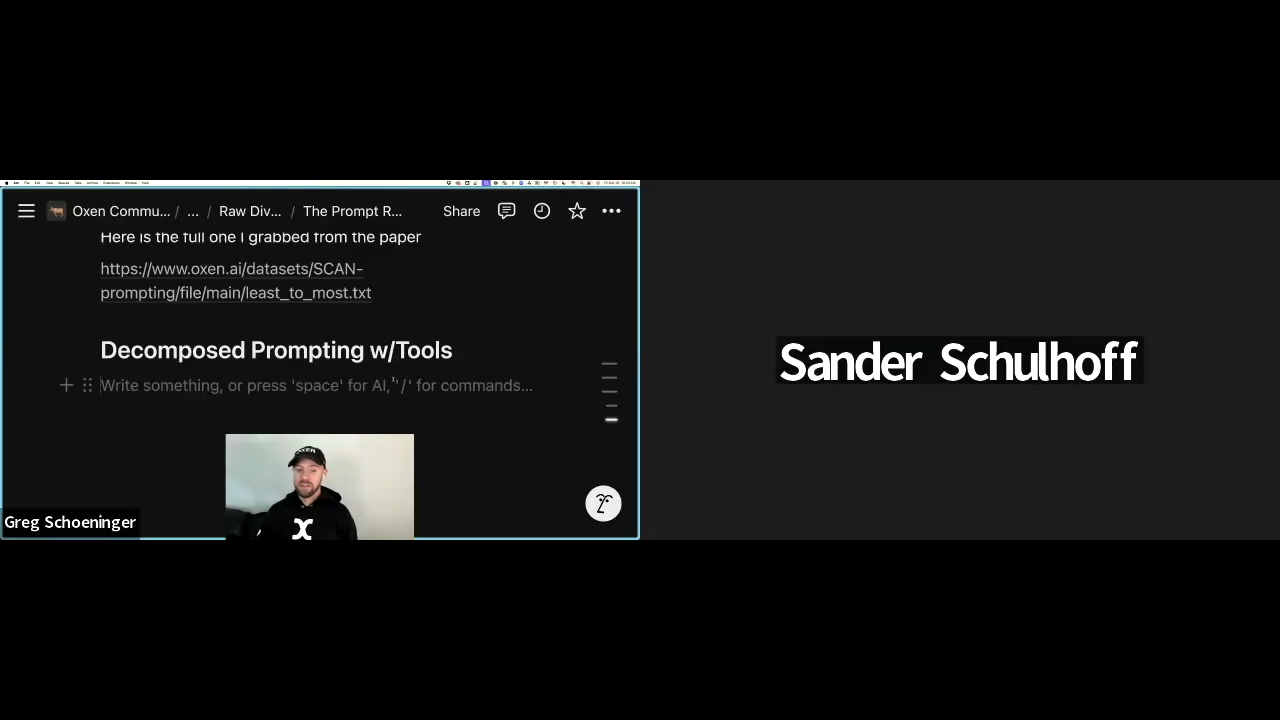 Oxen Commu... / ... / Raw Div... / The Prompt R... Share
Here is the full one I grabbed from the paper
https://www.oxen.ai/datasets/SCAN-
prompting/file/main/least_to_most.txt
Decomposed Prompting w/Tools
Write something, or press 'space' for AI, '/' for commands...
OXEN
Greg Schoeninger
Sander Schulhoff